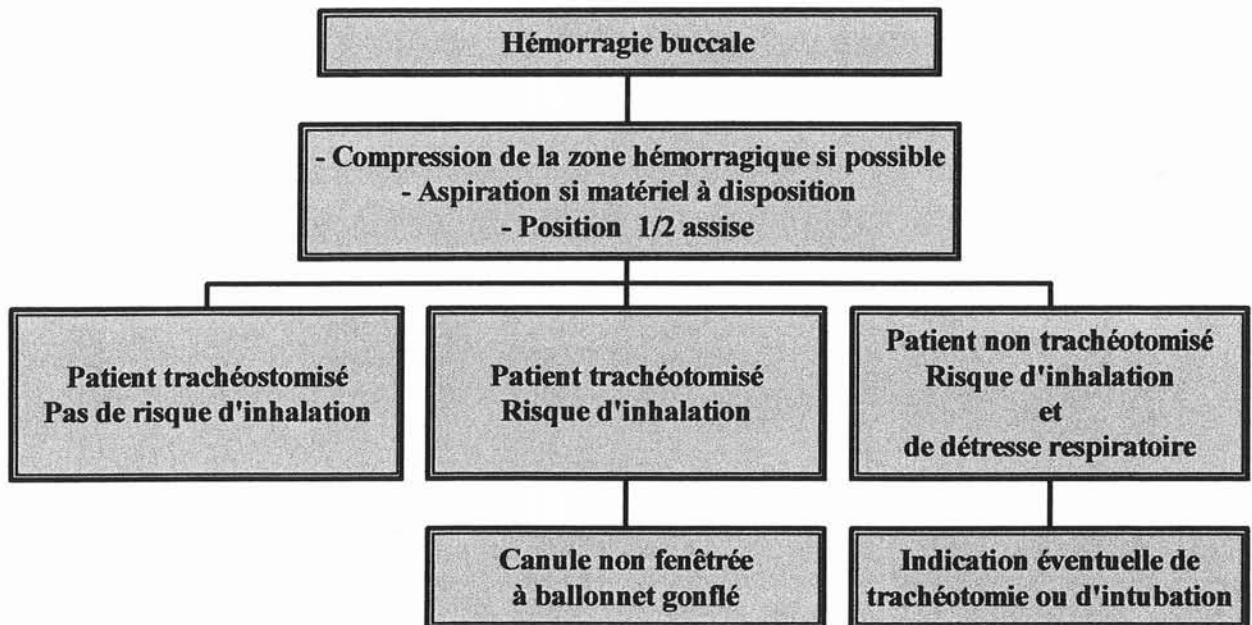 Hémorragie buccale
- Compression de la zone hémorragique si possible
- Aspiration si matériel à disposition
- Position 1/2 assise
Patient trachéostomisé
Pas de risque d'inhalation
Patient trachéotomisé
Risque d'inhalation
Patient non trachéotomisé
Risque d'inhalation
et
de détresse respiratoire
Canule non fenêtrée
à ballonnet gonflé
Indication éventuelle de
trachéotomie ou d'intubation